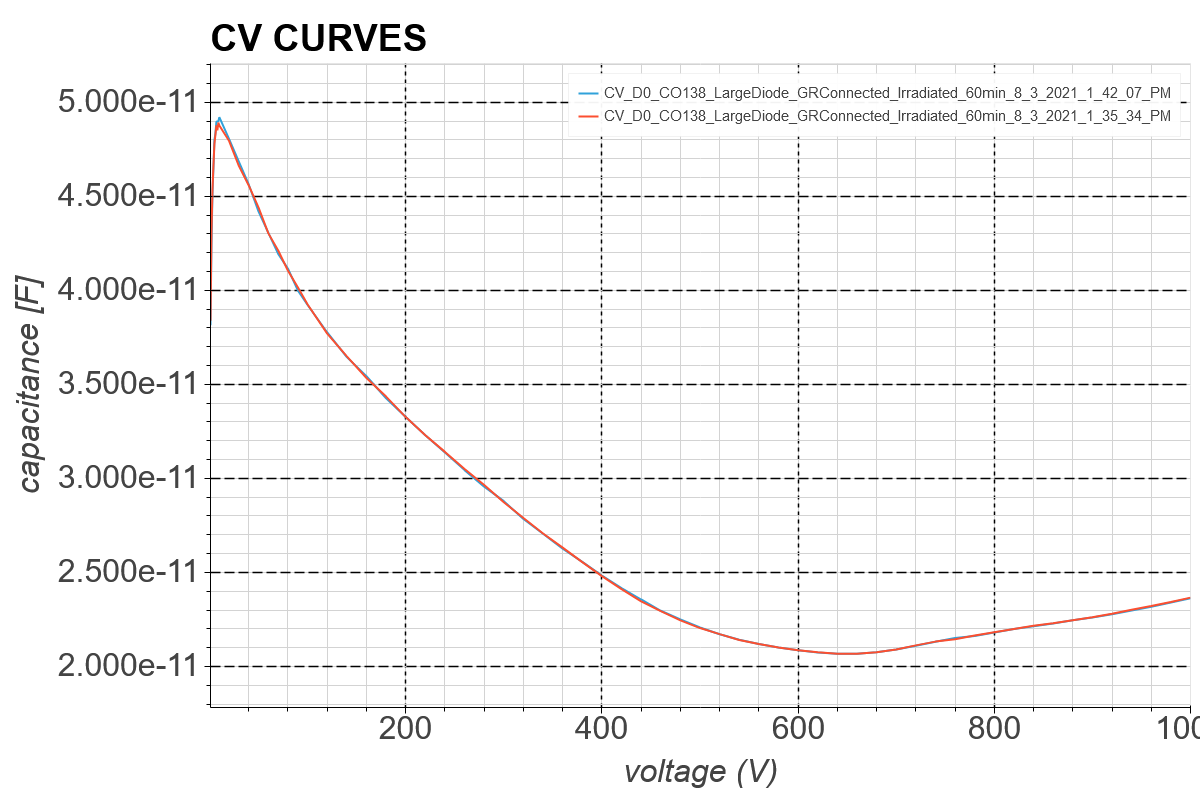 CV CURVES
CV_D0_CO138_LargeDiode_GRConnected_Irradiated_60min_8_3_2021_1_42_07_PM
CV_D0_CO138_LargeDiode_GRConnected_Irradiated_60min_8_3_2021_1_35_34_PM
5.000e-11
4.500e-11
4.000e-11
3.500e-11
3.000e-11
2.500e-11
2.000e-11
capacitance [F]
200 400 600 800 100
voltage (V)